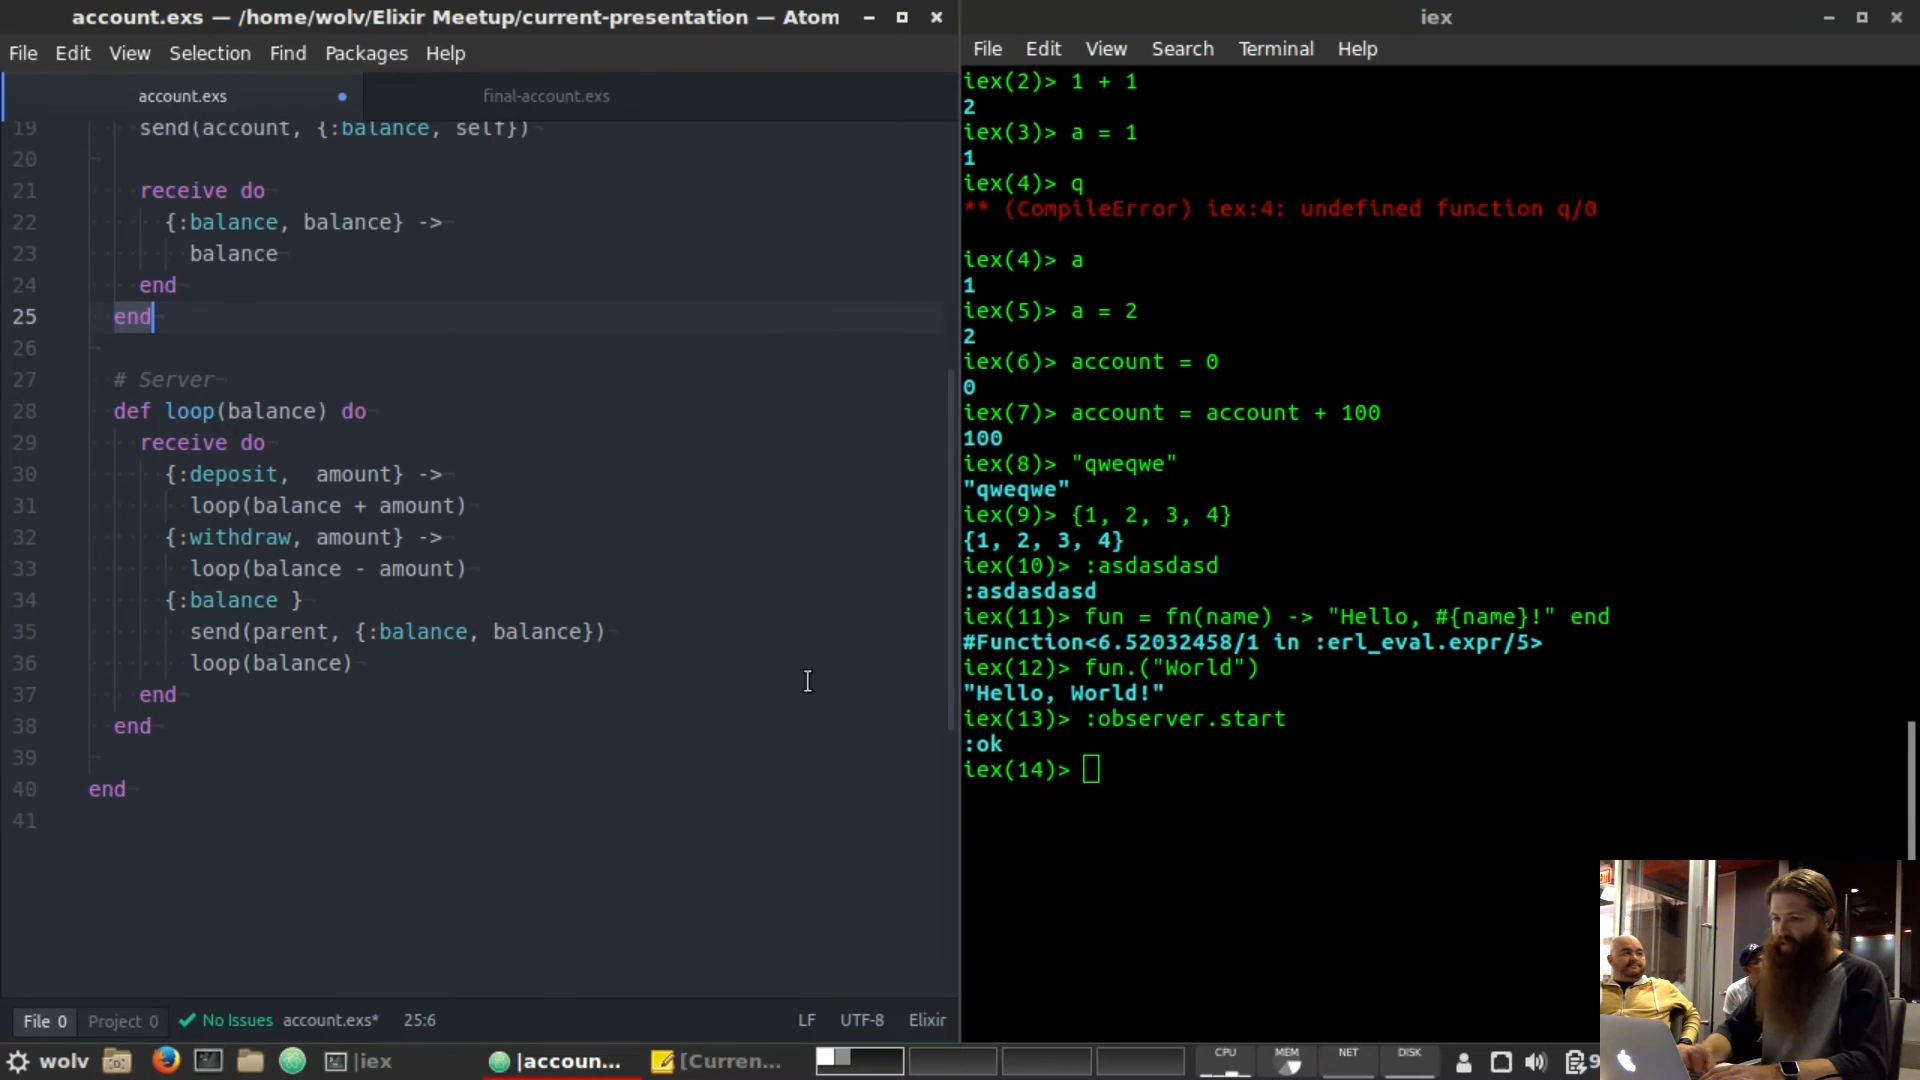 account.exs — /home/wolv/Elixir Meetup/current-presentation — Atom
File Edit View Selection Find Packages Help
account.exs final-account.exs
19 send(account, {:balance, self})
20
21 receive do
22 {:balance, balance} ->
23 balance
24 end
25 end
26
27 # Server
28 def loop(balance) do
29 receive do
30 {:deposit,  amount} ->
31 loop(balance + amount)
32 {:withdraw, amount} ->
33 loop(balance - amount)
34 {:balance }
35 send(parent, {:balance, balance})
36 loop(balance)
37 end
38 end
39
40 end
41
File 0 Project 0 No Issues account.exs* 25:6 LF UTF-8 Elixir
iex
File Edit View Search Terminal Help
iex(2)> 1 + 1
2
iex(3)> a = 1
1
iex(4)> q
** (CompileError) iex:4: undefined function q/0
iex(4)> a
1
iex(5)> a = 2
2
iex(6)> account = 0
0
iex(7)> account = account + 100
100
iex(8)> "qweqwe"
"qweqwe"
iex(9)> {1, 2, 3, 4}
{1, 2, 3, 4}
iex(10)> :asdasdasd
:asdasdasd
iex(11)> fun = fn(name) -> "Hello, #{name}!" end
#Function<6.52032458/1 in :erl_eval.expr/5>
iex(12)> fun.("World")
"Hello, World!"
iex(13)> :observer.start
:ok
iex(14)>
wolv |iex |accoun... [Curren... CPU MEM NET DISK 9